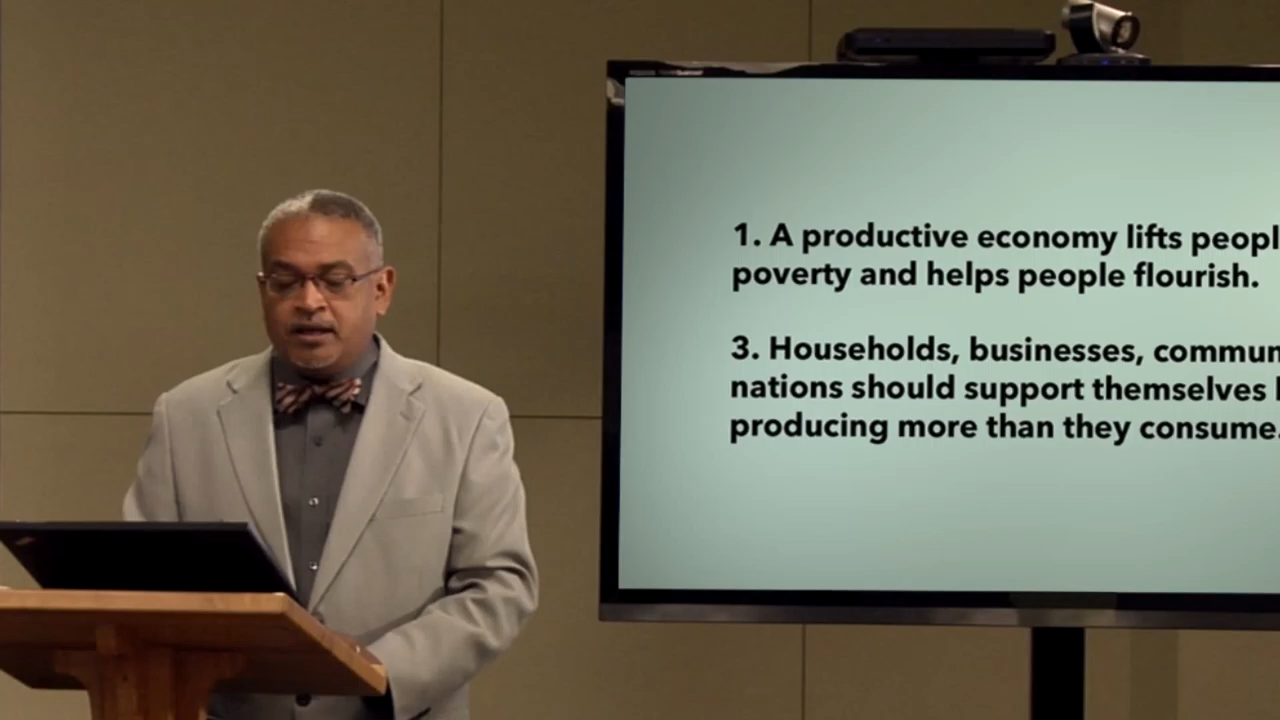 1. A productive economy lifts peopl
poverty and helps people flourish.
3. Households, businesses, commun
nations should support themselves
producing more than they consume.